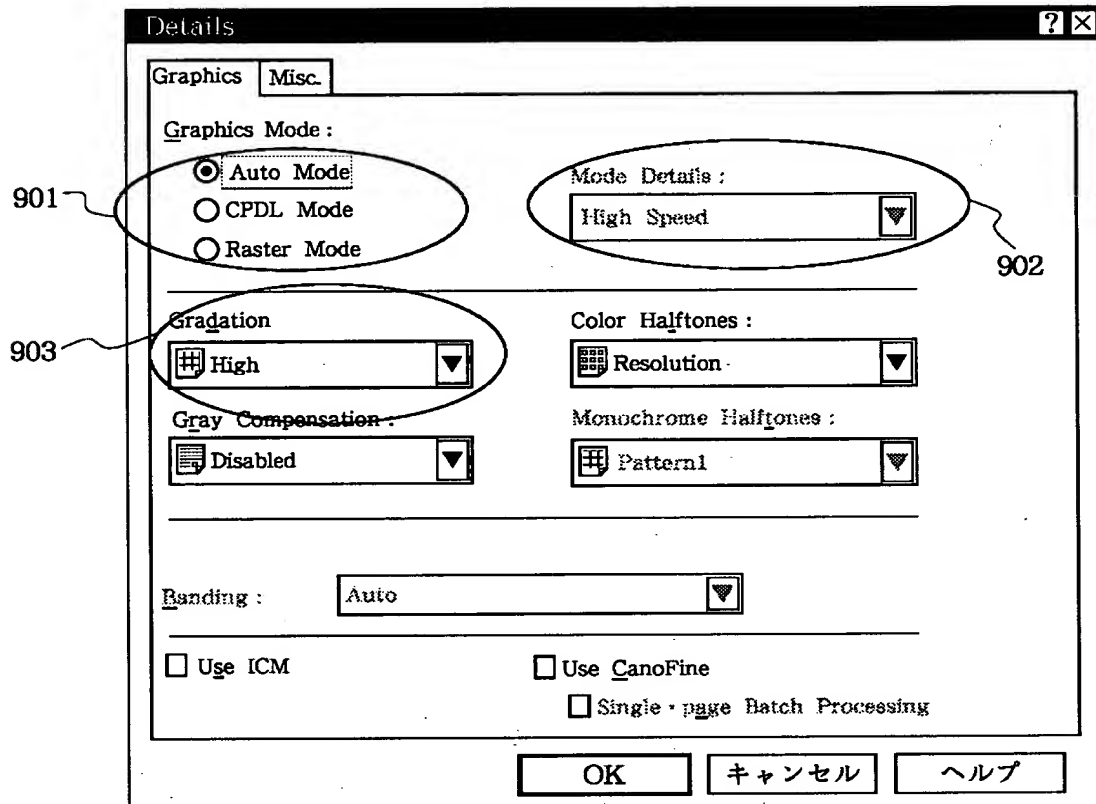 Details
? ×
Graphics Misc.
Graphics Mode :
Auto Mode
CPDL Mode
Raster Mode
901
Mode Details :
High Speed
902
Gradation
High
903
Color Halftones :
Resolution
Gray Compensation :
Disabled
Monochrome Halftones :
Pattern1
Banding :
Auto
Use ICM
Use CanoFine
Single・page Batch Processing
OK
キャンセル
ヘルプ